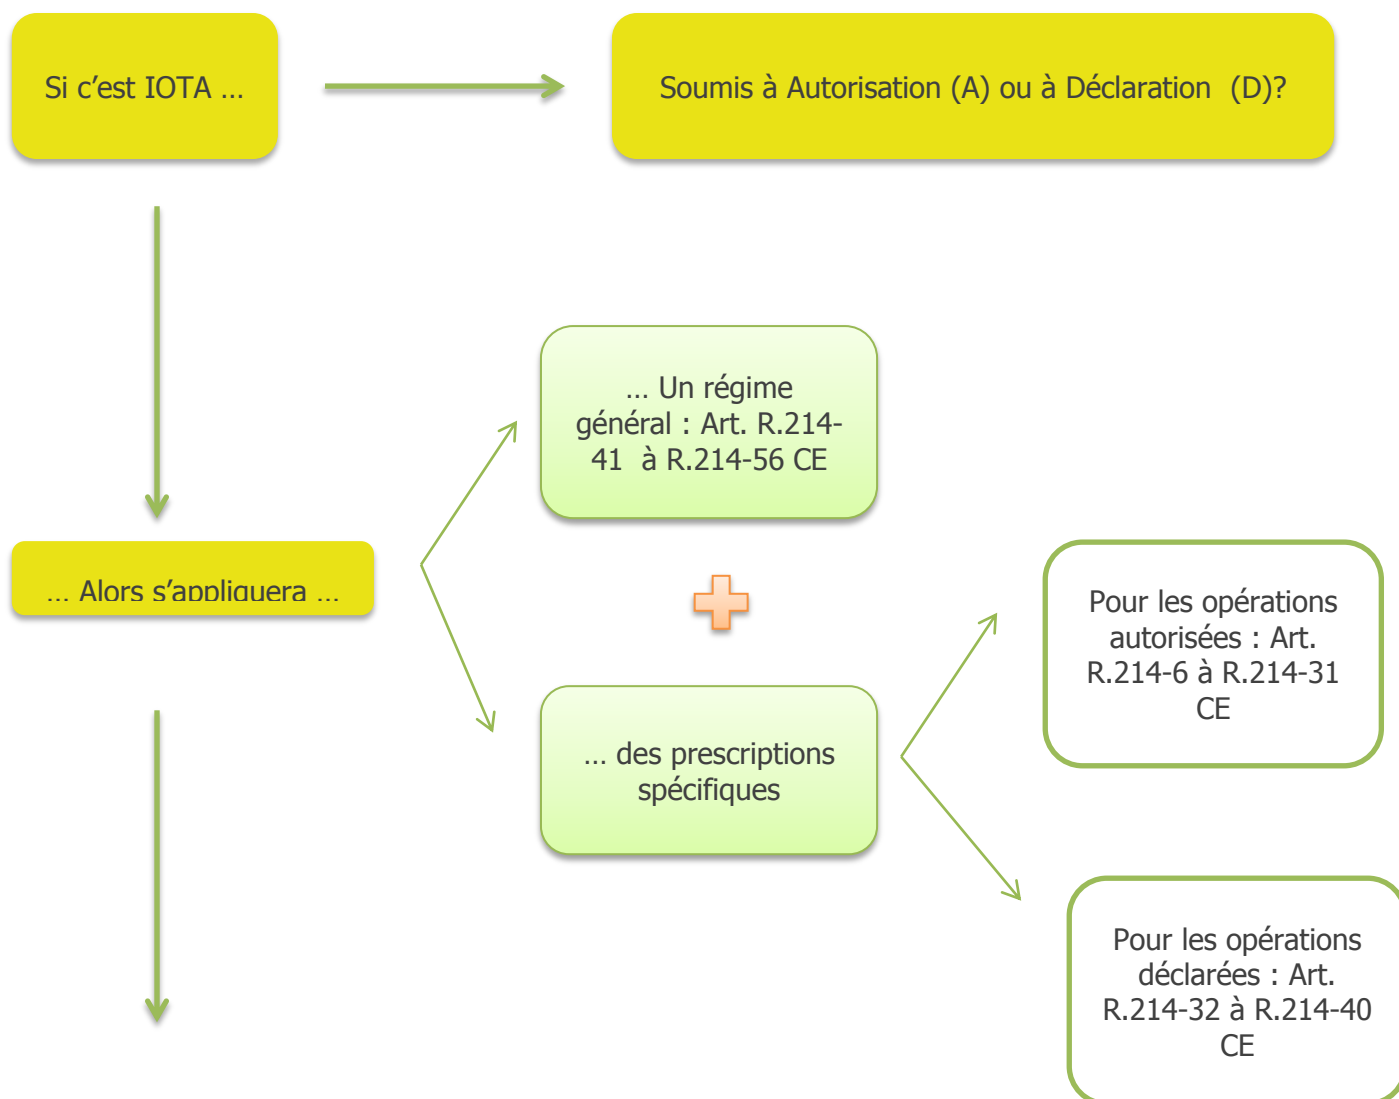 Si c’est IOTA …
Soumis à Autorisation (A) ou à Déclaration (D)?
… Un régime
général : Art. R.214-
41 à R.214-56 CE
… Alors s’appliquera …
Pour les opérations
autorisées : Art.
R.214-6 à R.214-31
CE
… des prescriptions
spécifiques
Pour les opérations
déclarées : Art.
R.214-32 à R.214-40
CE